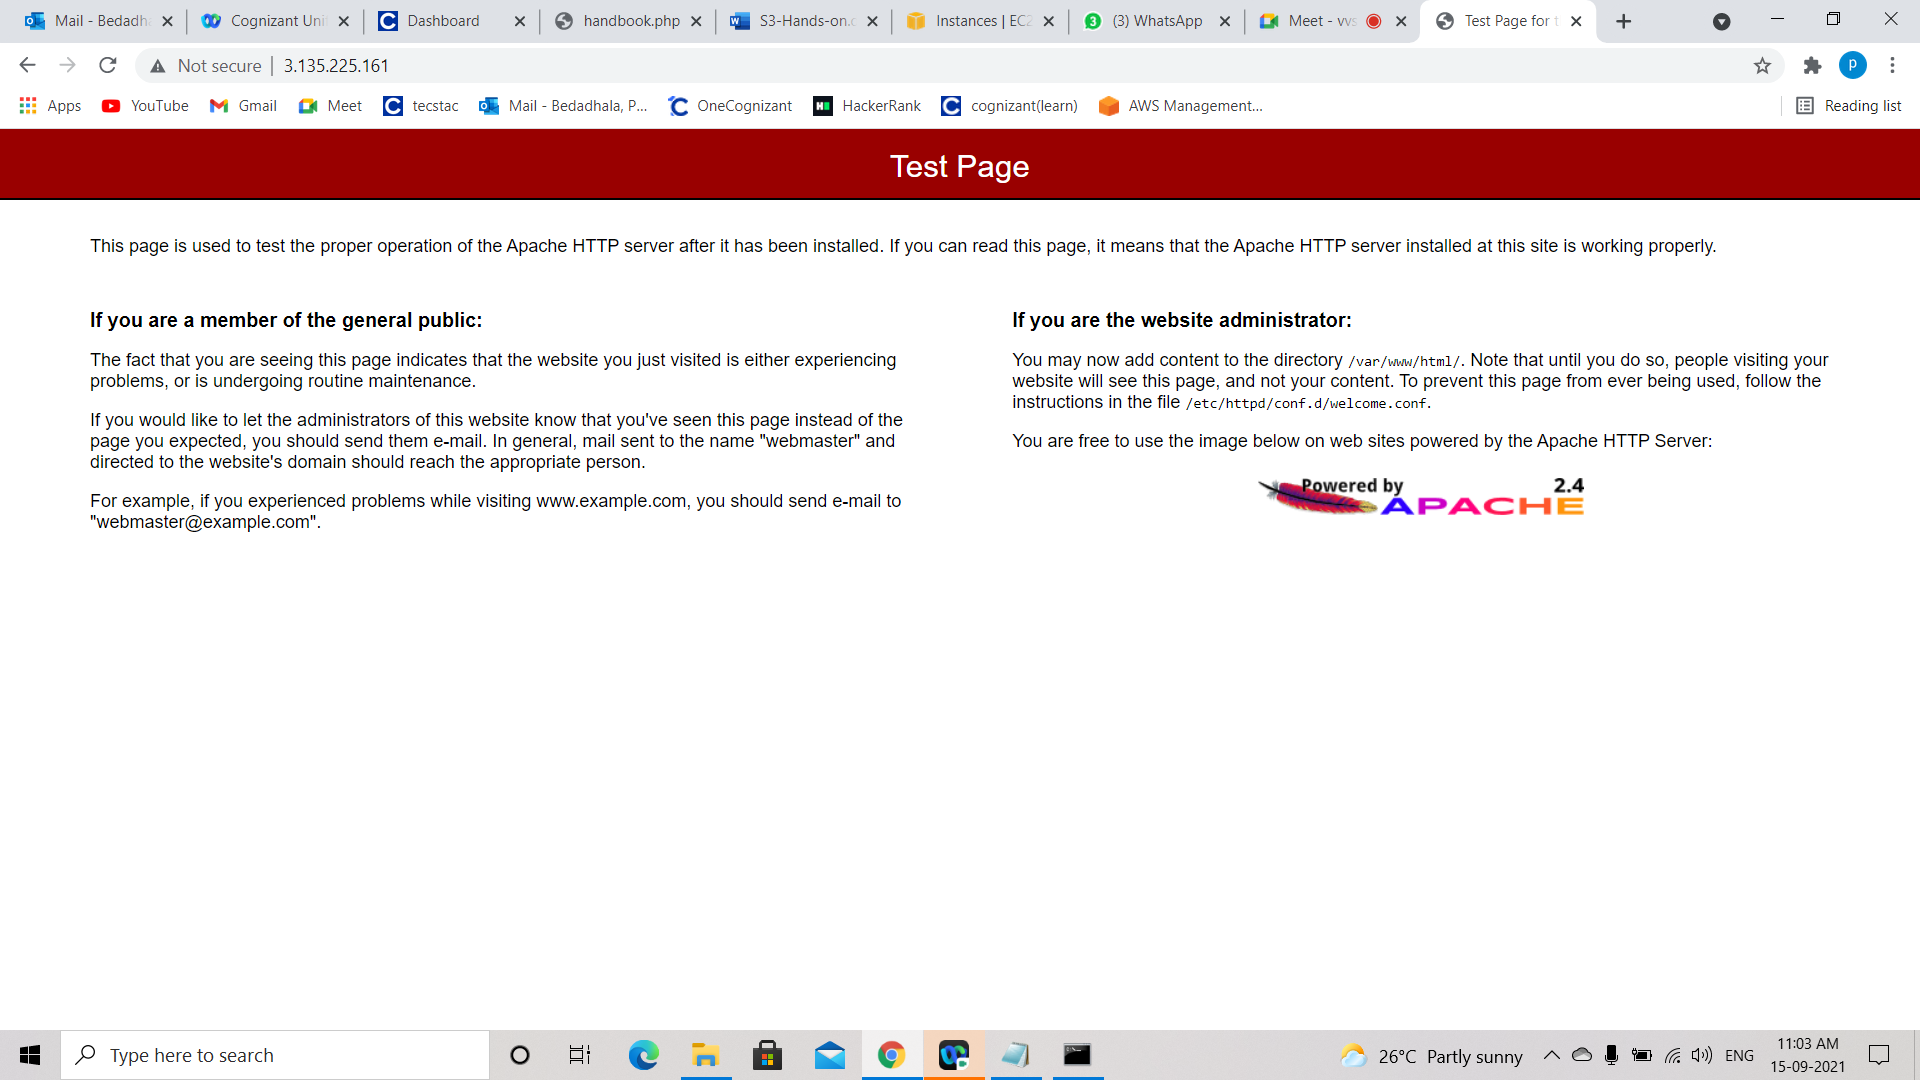 Mail - Bedadha
Cognizant Uni
Dashboard
handbook.php
S3-Hands-on.
Instances | EC2
(3) WhatsApp
Meet - vvs
Test Page for t
Not secure
3.135.225.161
P
Apps
YouTube
Gmail
Meet
tecstac
Mail - Bedadhala, P...
OneCognizant
HackerRank
cognizant(learn)
AWS Management...
Reading list
Test Page
This page is used to test the proper operation of the Apache HTTP server after it has been installed. If you can read this page, it means that the Apache HTTP server installed at this site is working properly.
If you are a member of the general public:
The fact that you are seeing this page indicates that the website you just visited is either experiencing
problems, or is undergoing routine maintenance.
If you would like to let the administrators of this website know that you've seen this page instead of the
page you expected, you should send them e-mail. In general, mail sent to the name "webmaster" and
directed to the website's domain should reach the appropriate person.
For example, if you experienced problems while visiting www.example.com, you should send e-mail to
"webmaster@example.com".
If you are the website administrator:
You may now add content to the directory /var/www/html/. Note that until you do so, people visiting your
website will see this page, and not your content. To prevent this page from ever being used, follow the
instructions in the file /etc/httpd/conf.d/welcome.conf.
You are free to use the image below on web sites powered by the Apache HTTP Server:
Powered by 2.4
APACHE
Type here to search
26°C Partly sunny
ENG
11:03 AM
15-09-2021